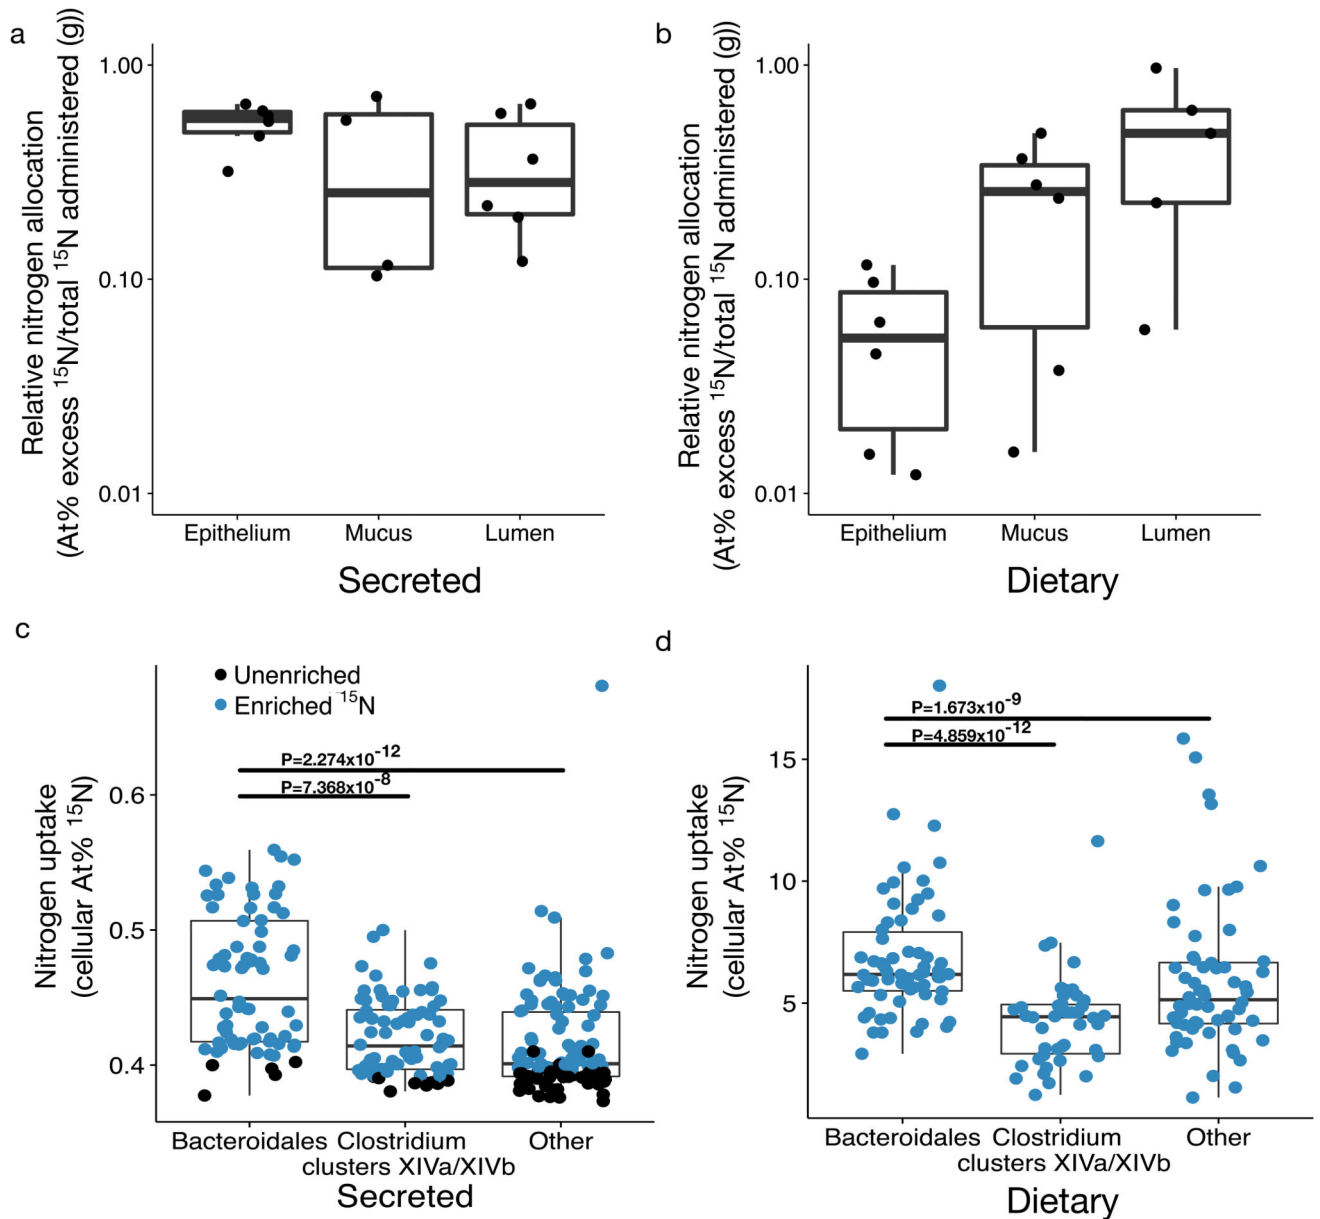 a
Relative nitrogen allocation
(At% excess ¹⁵N/total ¹⁵N administered (g))
1.00
0.10
0.01
Epithelium Mucus Lumen
Secreted
b
Relative nitrogen allocation
(At% excess ¹⁵N/total ¹⁵N administered (g))
1.00
0.10
0.01
Epithelium Mucus Lumen
Dietary
c
Nitrogen uptake
(cellular At% ¹⁵N)
Unenriched
Enriched ¹⁵N
P=2.274x10⁻¹²
P=7.368x10⁻⁸
0.6
0.5
0.4
Bacteroidales Clostridium Other
clusters XIVa/XIVb
Secreted
d
Nitrogen uptake
(cellular At% ¹⁵N)
P=1.673x10⁻⁹
P=4.859x10⁻¹²
15
10
5
Bacteroidales Clostridium Other
clusters XIVa/XIVb
Dietary